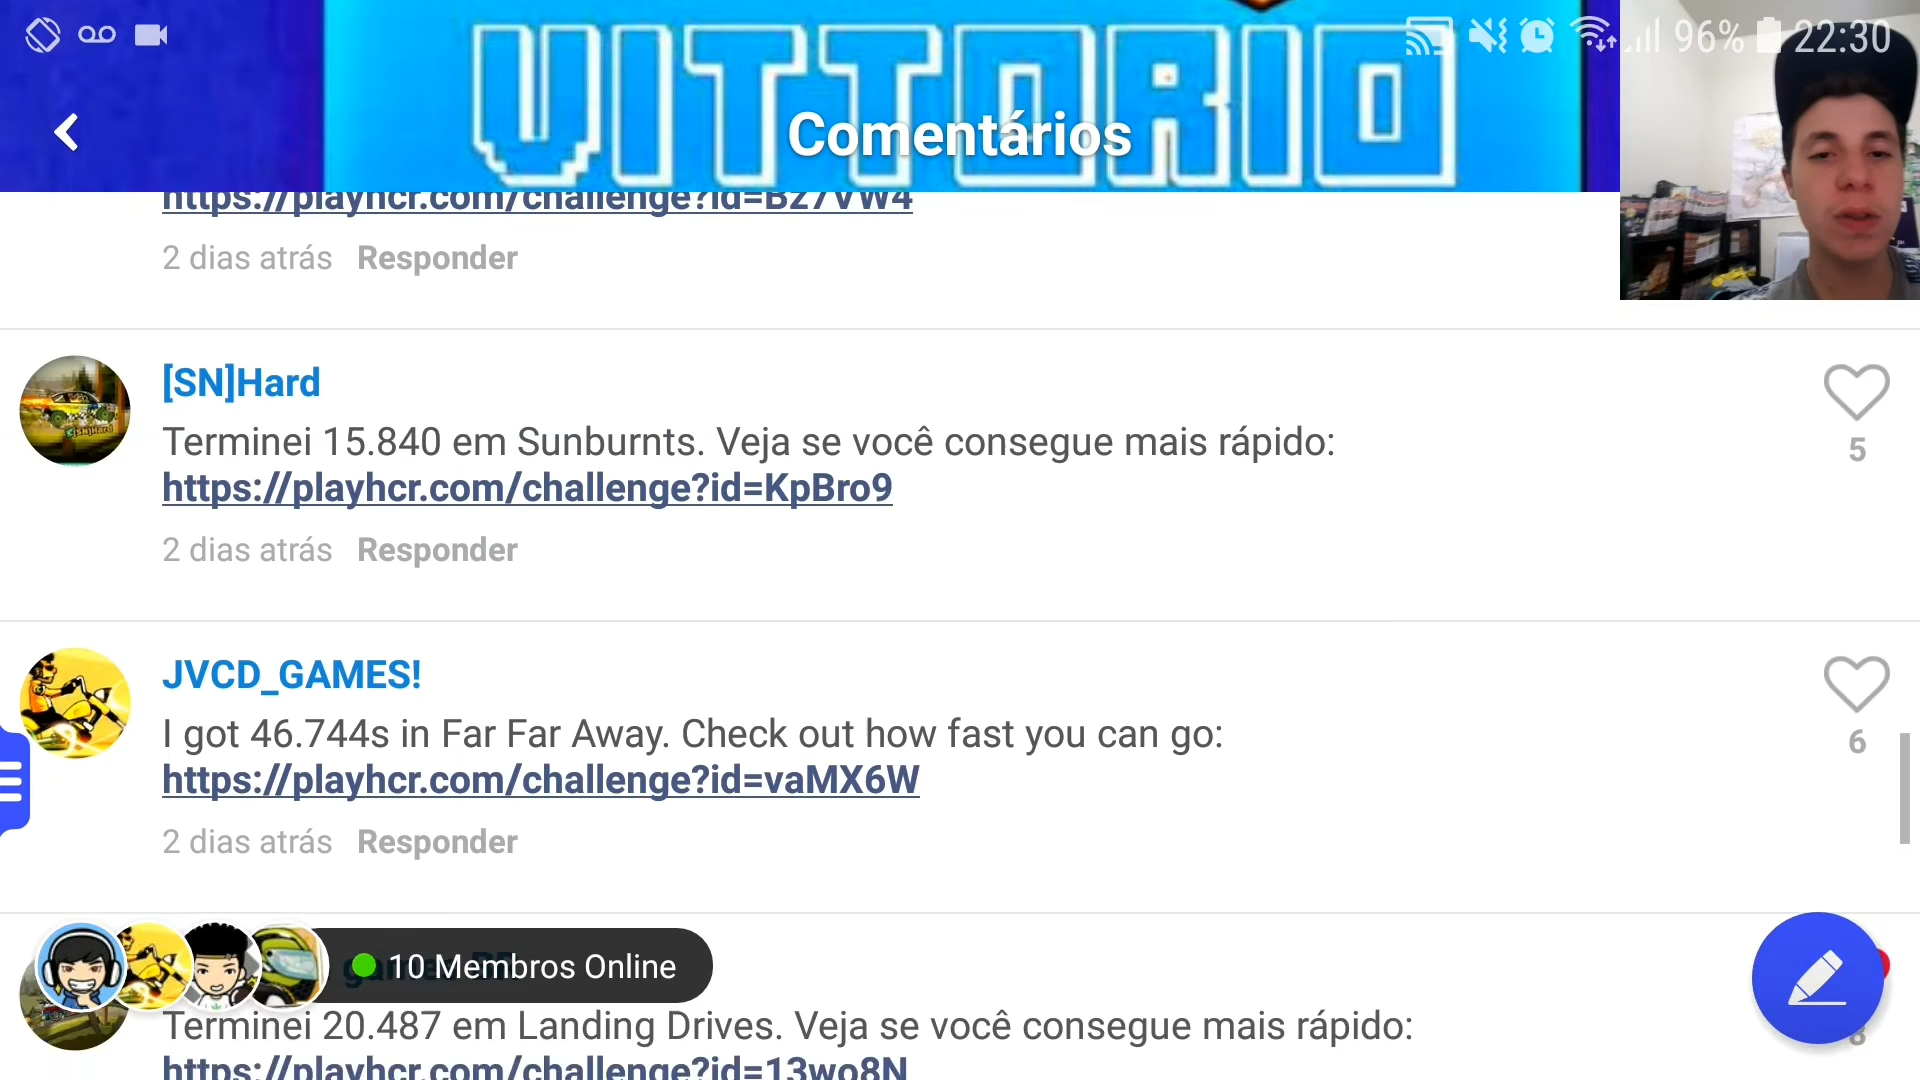 VITTORIO
96% 22:30
Comentários
https://playhcr.com/challenge?id=Bz7VW4
2 dias atrás Responder
[SN]Hard
Terminei 15.840 em Sunburnts. Veja se você consegue mais rápido:
https://playhcr.com/challenge?id=KpBro9
5
2 dias atrás Responder
JVCD_GAMES!
I got 46.744s in Far Far Away. Check out how fast you can go:
https://playhcr.com/challenge?id=vaMX6W
6
2 dias atrás Responder
10 Membros Online
Terminei 20.487 em Landing Drives. Veja se você consegue mais rápido:
8
https://playhcr.com/challenge?id=13wo8N